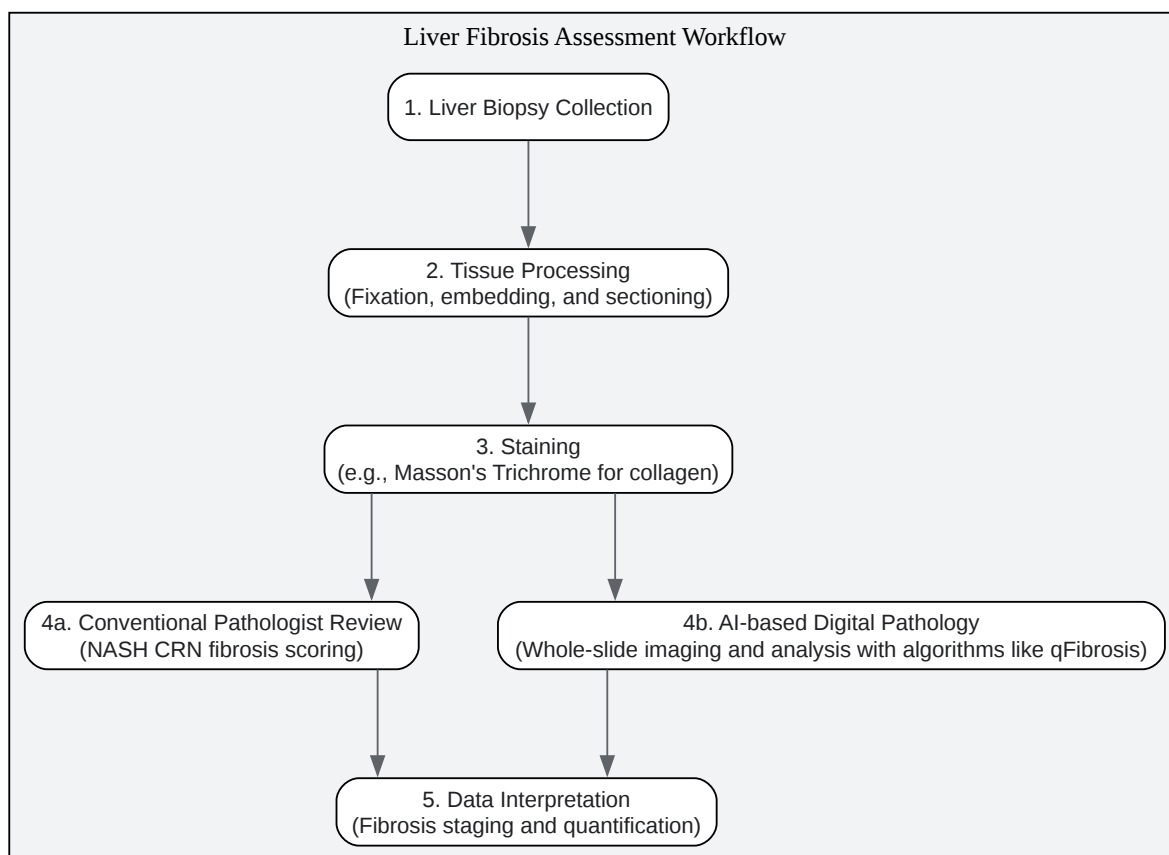 Liver Fibrosis Assessment Workflow
1. Liver Biopsy Collection
2. Tissue Processing
(Fixation, embedding, and sectioning)
3. Staining
(e.g., Masson's Trichrome for collagen)
4a. Conventional Pathologist Review
(NASH CRN fibrosis scoring)
4b. AI-based Digital Pathology
(Whole-slide imaging and analysis with algorithms like qFibrosis)
5. Data Interpretation
(Fibrosis staging and quantification)